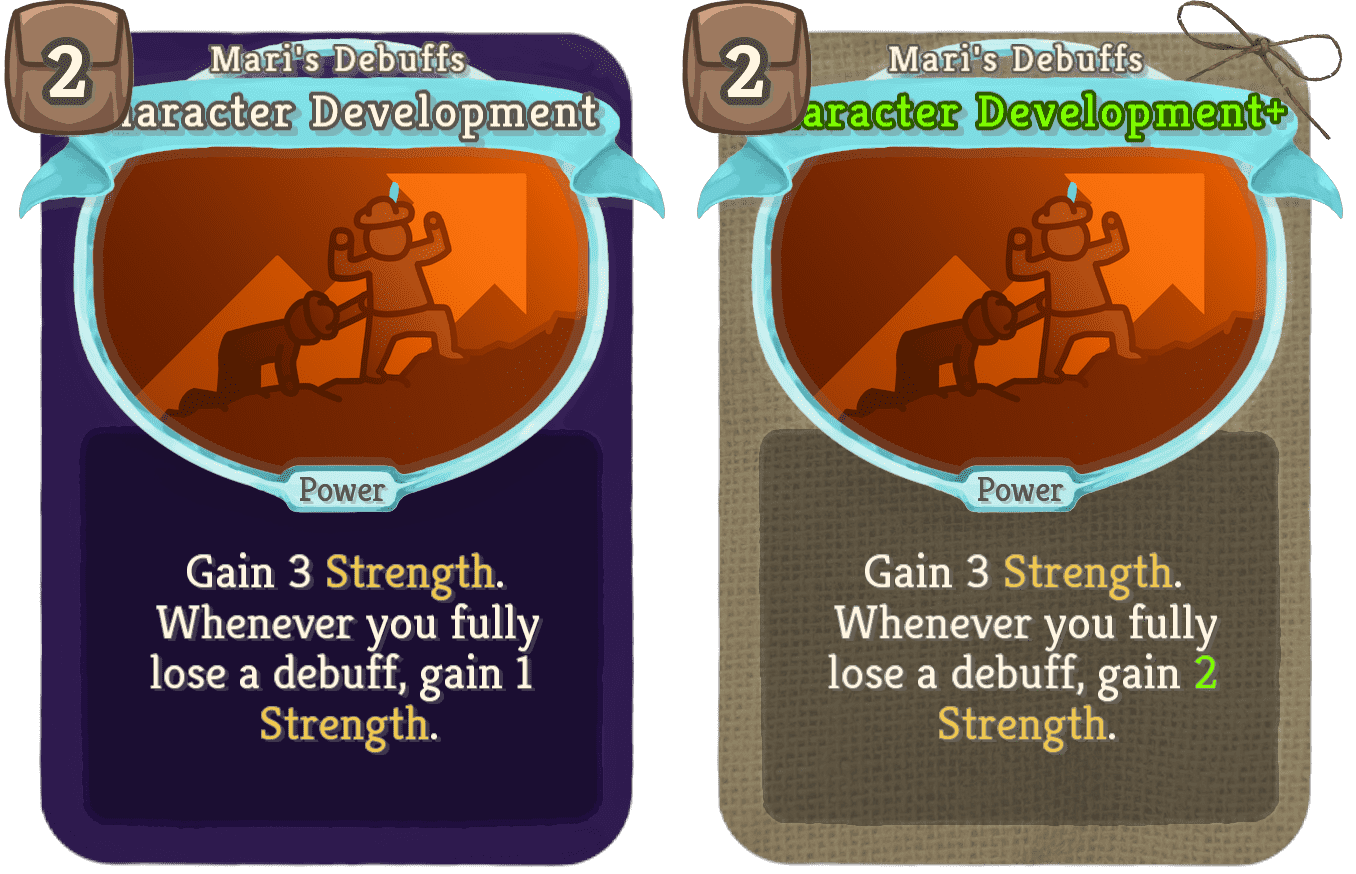 2
Mari's Debuffs
aracter Development
Power
Gain 3 Strength.
Whenever you fully
lose a debuff, gain 1
Strength.
2
Mari's Debuffs
aracter Development+
Power
Gain 3 Strength.
Whenever you fully
lose a debuff, gain 2
Strength.